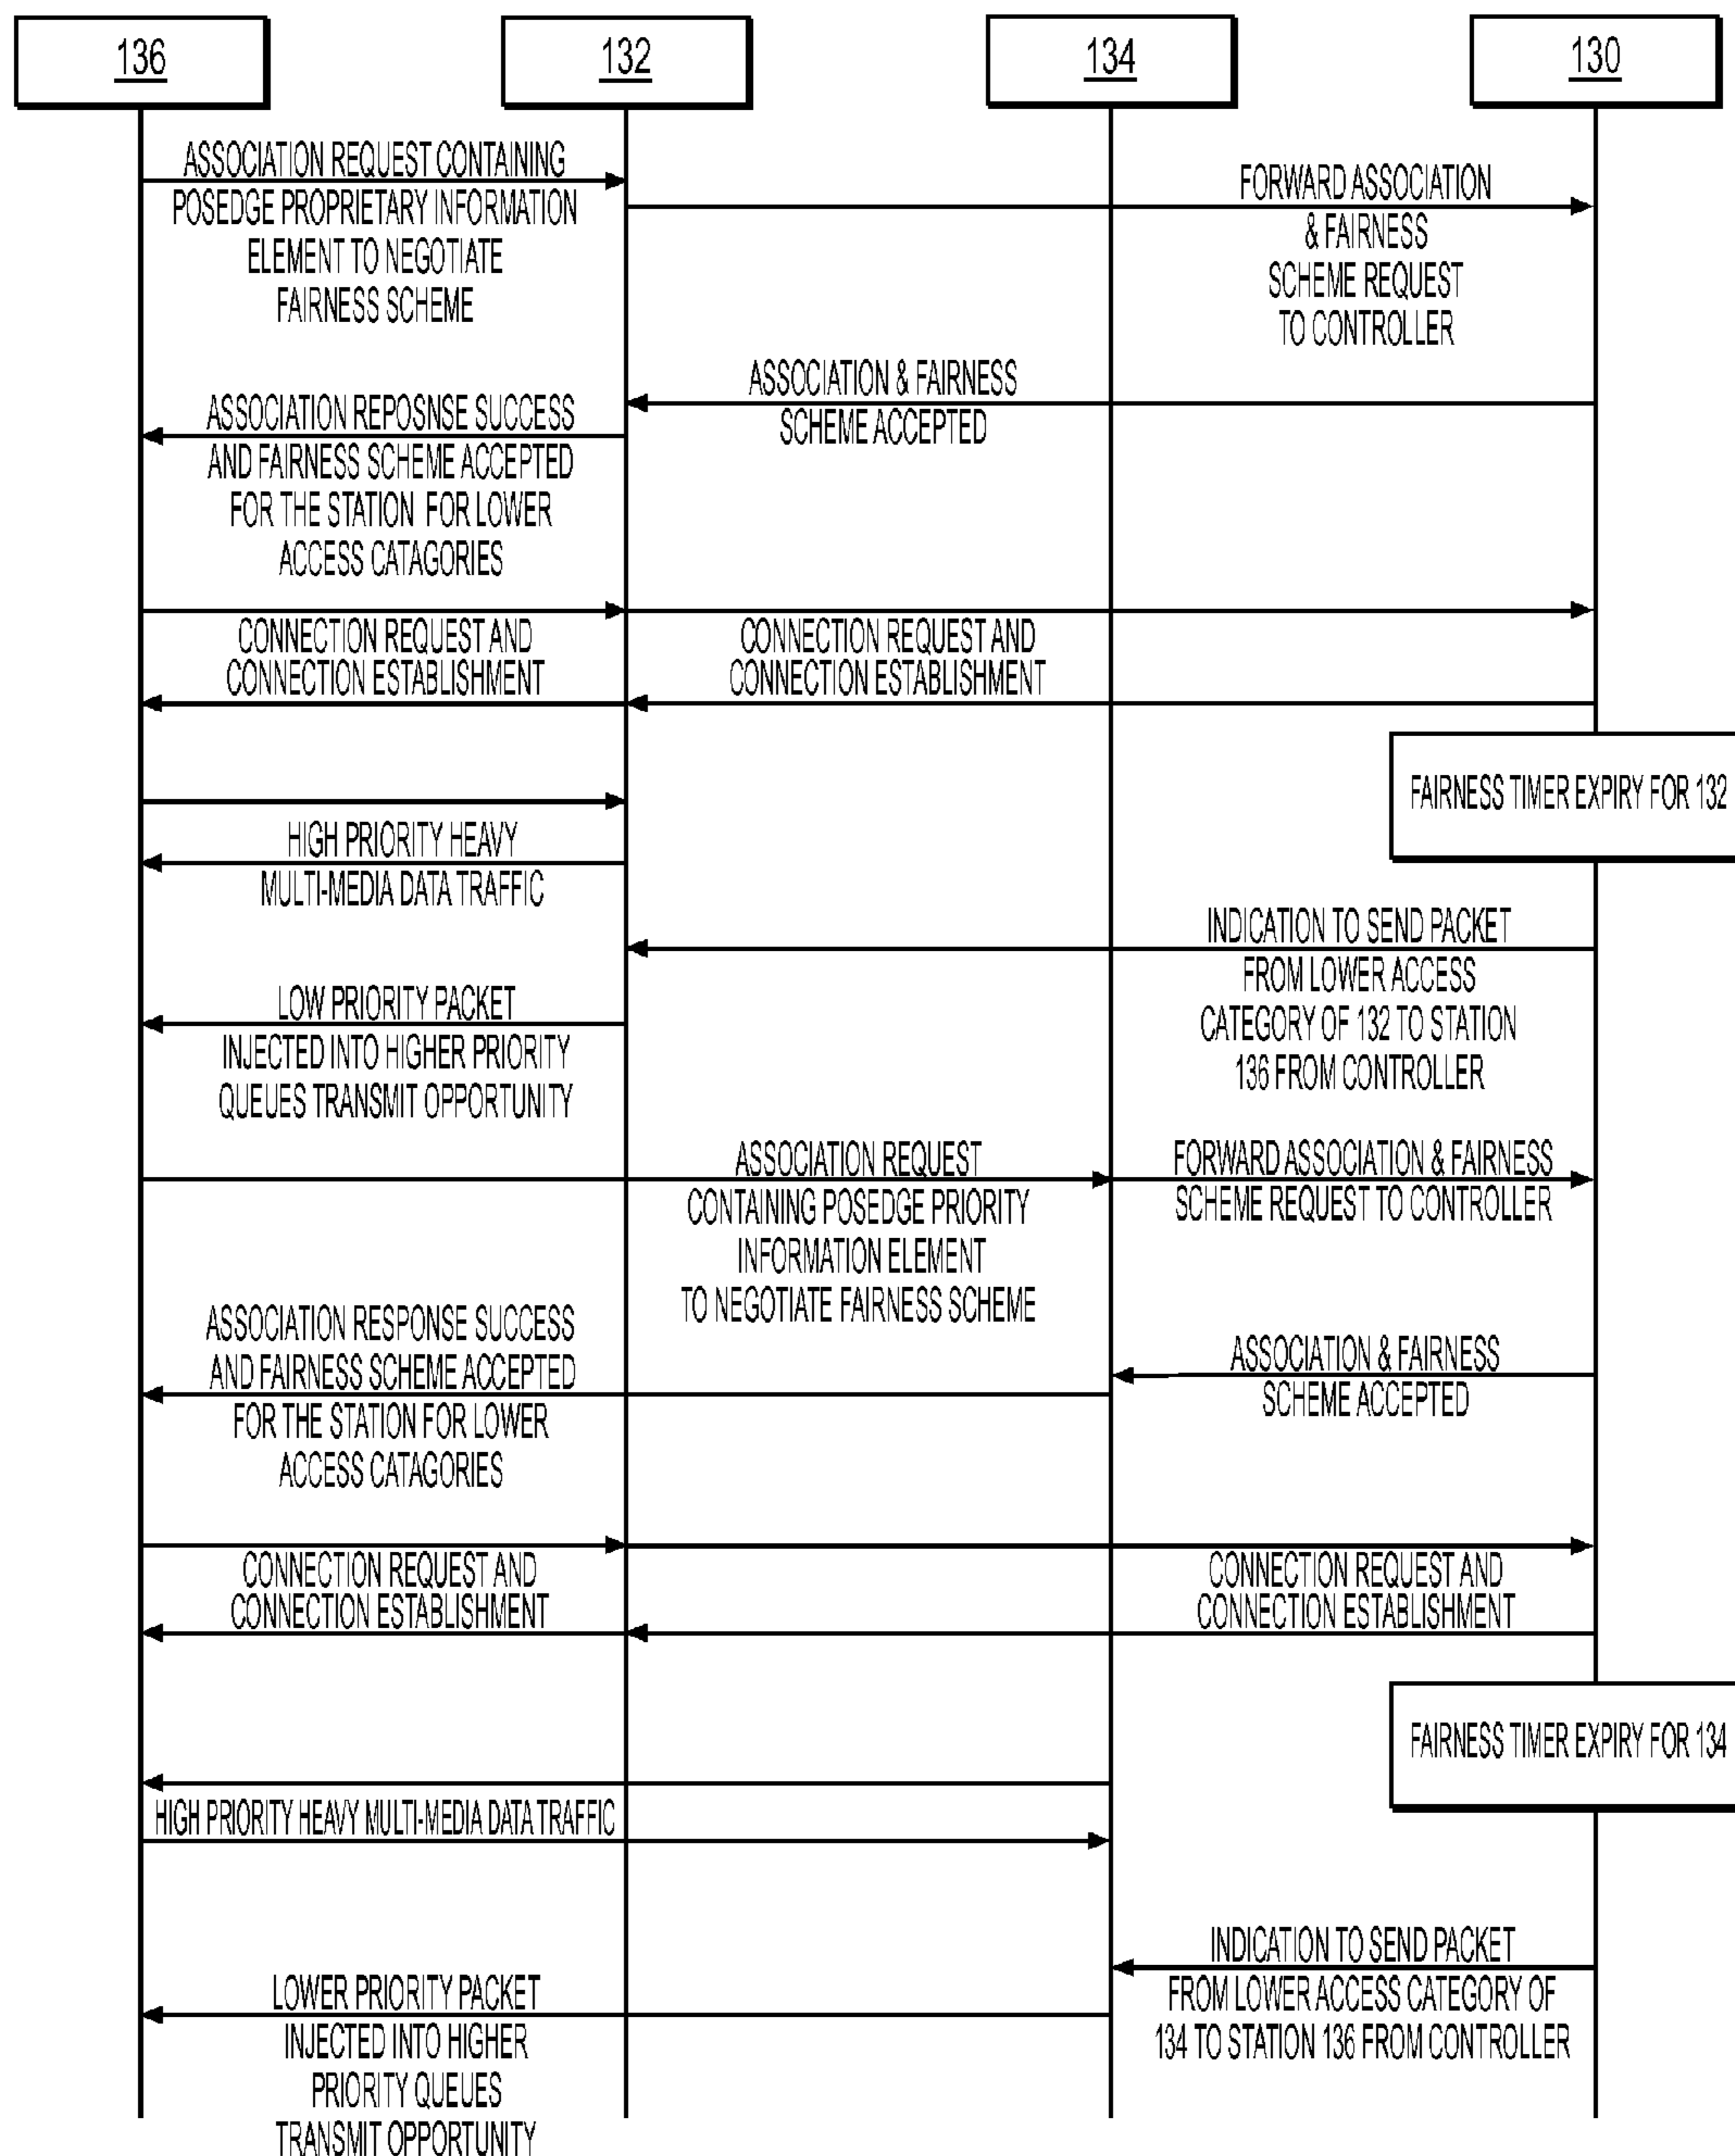 136
132
134
130
ASSOCIATION REQUEST CONTAINING
POSEDGE PROPRIETARY INFORMATION
ELEMENT TO NEGOTIATE
FAIRNESS SCHEME
FORWARD ASSOCIATION
& FAIRNESS
SCHEME REQUEST
TO CONTROLLER
ASSOCIATION & FAIRNESS
SCHEME ACCEPTED
ASSOCIATION REPOSNSE SUCCESS
AND FAIRNESS SCHEME ACCEPTED
FOR THE STATION FOR LOWER
ACCESS CATAGORIES
CONNECTION REQUEST AND
CONNECTION ESTABLISHMENT
CONNECTION REQUEST AND
CONNECTION ESTABLISHMENT
FAIRNESS TIMER EXPIRY FOR 132
HIGH PRIORITY HEAVY
MULTI-MEDIA DATA TRAFFIC
INDICATION TO SEND PACKET
FROM LOWER ACCESS
CATEGORY OF 132 TO STATION
136 FROM CONTROLLER
LOW PRIORITY PACKET
INJECTED INTO HIGHER PRIORITY
QUEUES TRANSMIT OPPORTUNITY
ASSOCIATION REQUEST
CONTAINING POSEDGE PRIORITY
INFORMATION ELEMENT
TO NEGOTIATE FAIRNESS SCHEME
FORWARD ASSOCIATION & FAIRNESS
SCHEME REQUEST TO CONTROLLER
ASSOCIATION RESPONSE SUCCESS
AND FAIRNESS SCHEME ACCEPTED
FOR THE STATION FOR LOWER
ACCESS CATAGORIES
ASSOCIATION & FAIRNESS
SCHEME ACCEPTED
CONNECTION REQUEST AND
CONNECTION ESTABLISHMENT
CONNECTION REQUEST AND
CONNECTION ESTABLISHMENT
FAIRNESS TIMER EXPIRY FOR 134
HIGH PRIORITY HEAVY MULTI-MEDIA DATA TRAFFIC
INDICATION TO SEND PACKET
FROM LOWER ACCESS CATEGORY OF
134 TO STATION 136 FROM CONTROLLER
LOWER PRIORITY PACKET
INJECTED INTO HIGHER
PRIORITY QUEUES
TRANSMIT OPPORTUNITY